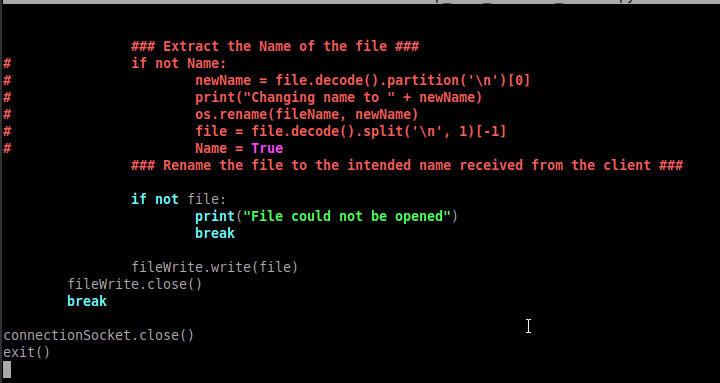 ### Extract the Name of the file ###
#               if not Name:
#                       newName = file.decode().partition('\n')[0]
#                       print("Changing name to " + newName)
#                       os.rename(fileName, newName)
#                       file = file.decode().split('\n', 1)[-1]
#                       Name = True
                ### Rename the file to the intended name received from the client ###
                if not file:
                        print("File could not be opened")
                        break
                fileWrite.write(file)
        fileWrite.close()
        break
connectionSocket.close()
exit()